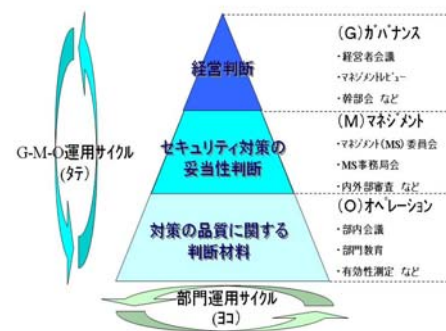 G-M-O運用サイクル
(タテ)
経営判断
セキュリティ対策の
妥当性判断
対策の品質に関する
判断材料
(G)ガバナンス
・経営者会議
・マネジメントレビュー
・幹部会 など
(M)マネジメント
・マネジメント(MS)委員会
・MS事務局会
・内外部審査 など
(O)オペレーション
・部内会議
・部門教育
・有効性測定 など
部門運用サイクル
(ヨコ)